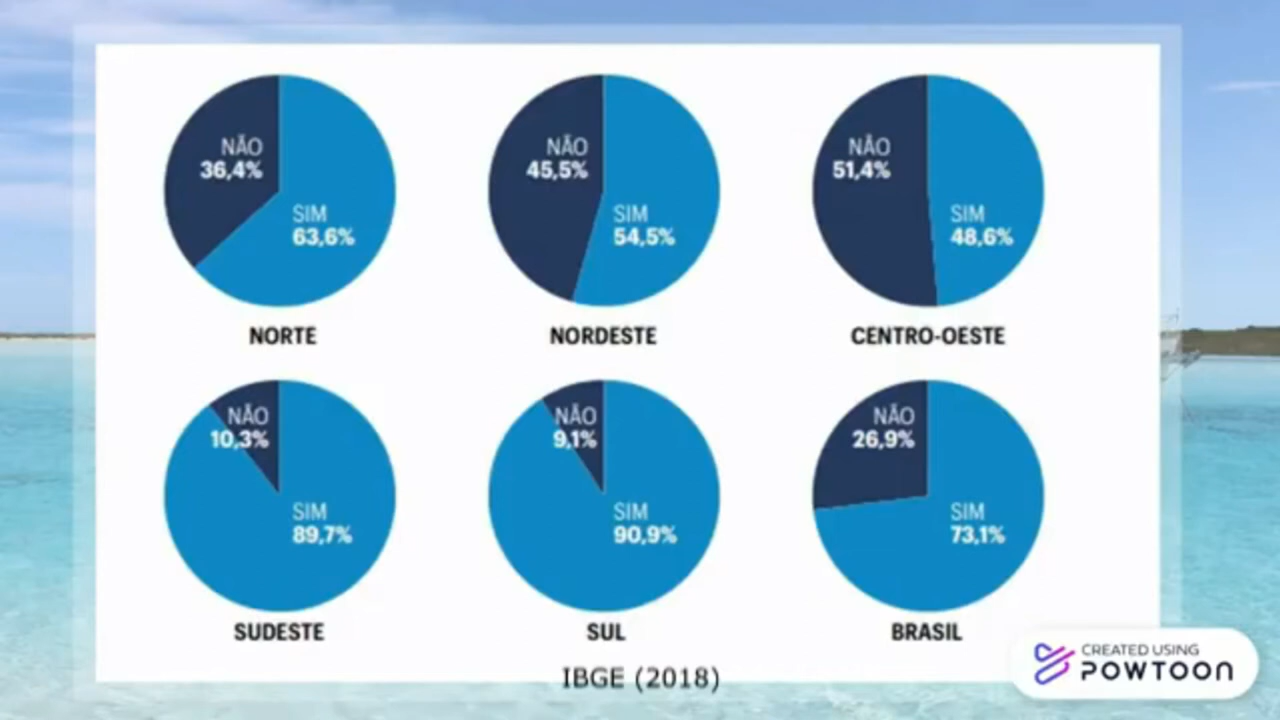 NÃO
36,4%
SIM
63,6%
NORTE
NÃO
45,5%
SIM
54,5%
NORDESTE
NÃO
51,4%
SIM
48,6%
CENTRO-OESTE
NÃO
10,3%
SIM
89,7%
SUDESTE
NÃO
9,1%
SIM
90,9%
SUL
NÃO
26,9%
SIM
73,1%
BRASIL
IBGE (2018)
CREATED USING
POWTOON